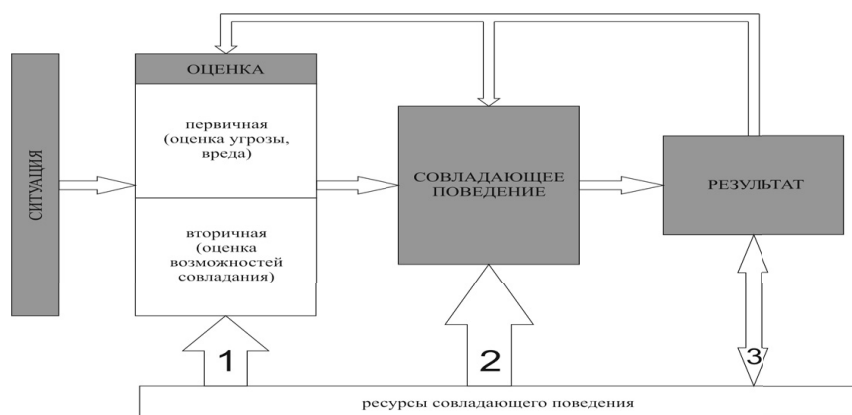 СИТУАЦИЯ
ОЦЕНКА
первичная
(оценка угрозы,
вреда)
вторичная
(оценка
возможностей
совладания)
СОВЛАДАЮЩЕЕ
ПОВЕДЕНИЕ
РЕЗУЛЬТАТ
1
2
3
ресурсы совладающего поведения